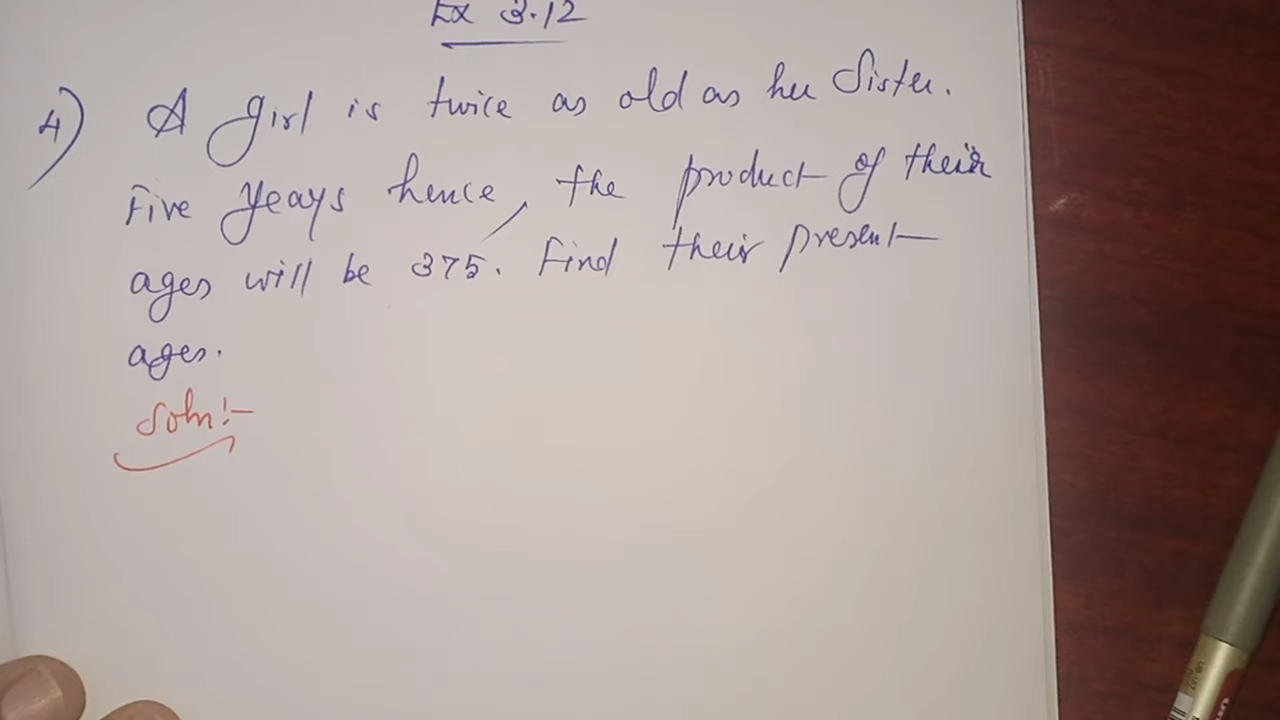 Ex 3.12
4) A girl is twice as old as her Sister.
Five years hence, the product of their
ages will be 375. Find their present
ages.
Soln:-